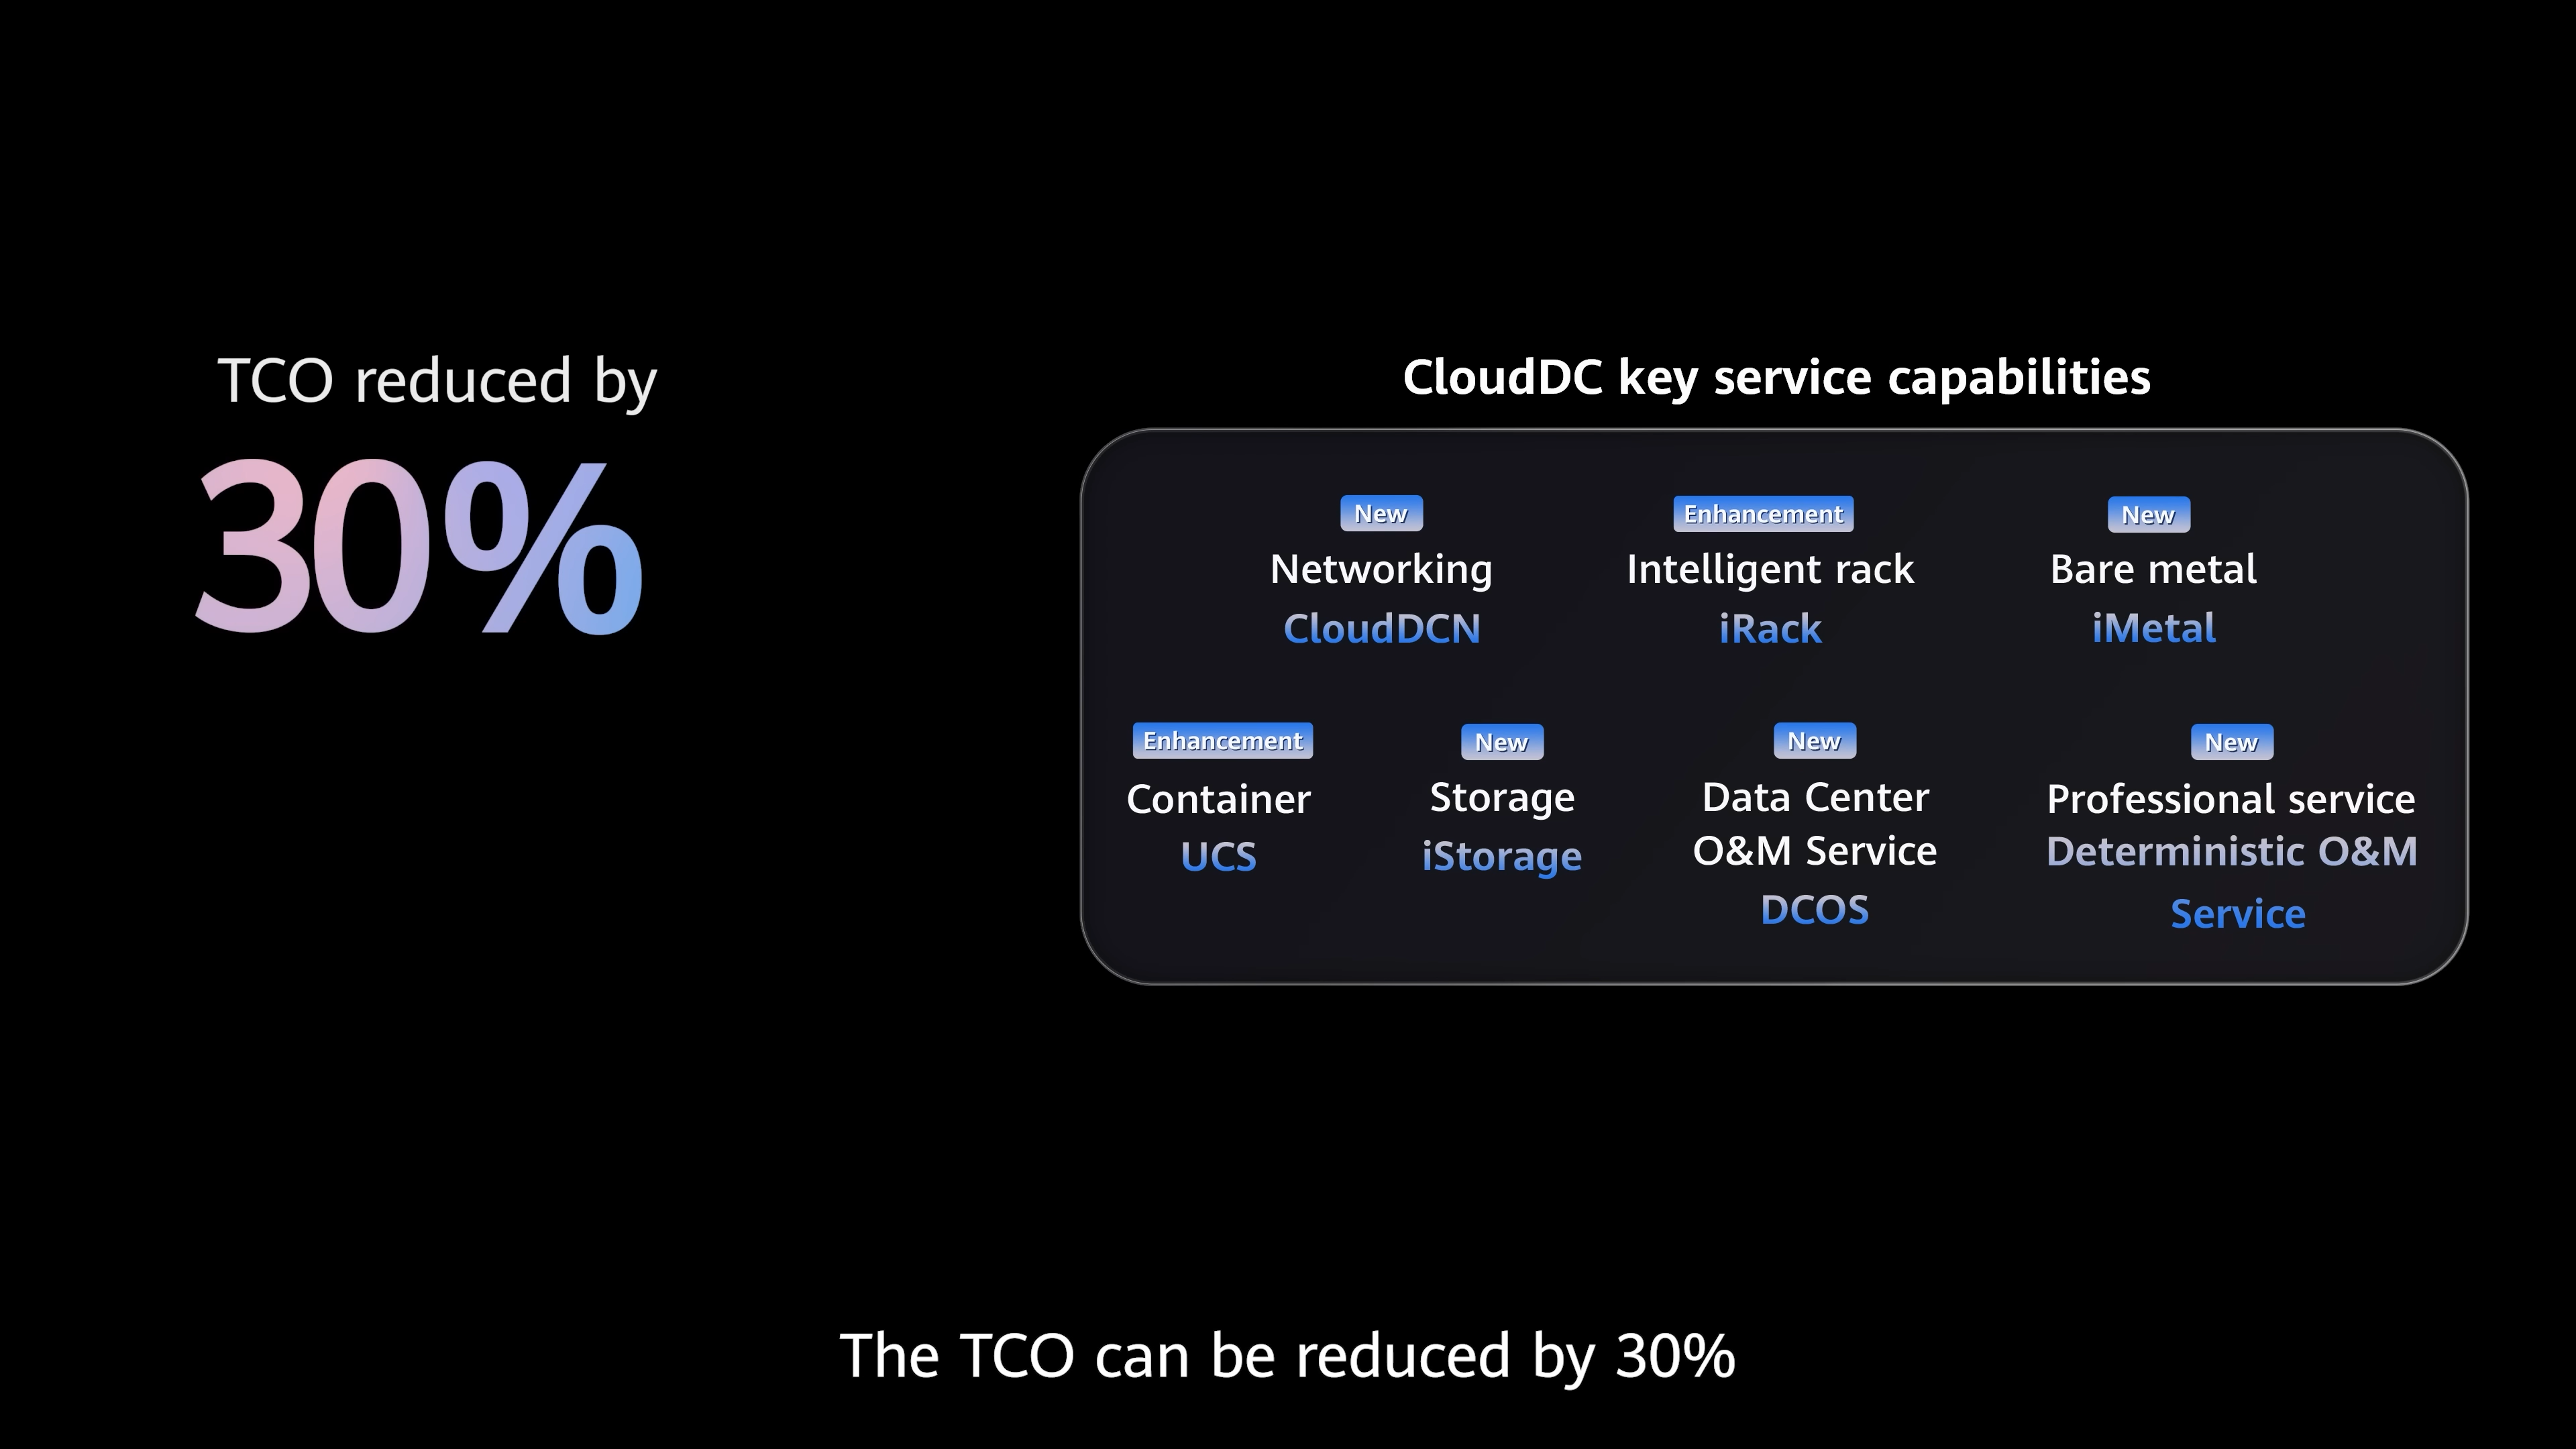 TCO reduced by
30%
CloudDC key service capabilities
New
Networking
CloudDCN
Enhancement
Intelligent rack
iRack
New
Bare metal
iMetal
Enhancement
Container
UCS
New
Storage
iStorage
New
Data Center
O&M Service
DCOS
New
Professional service
Deterministic O&M
Service
The TCO can be reduced by 30%